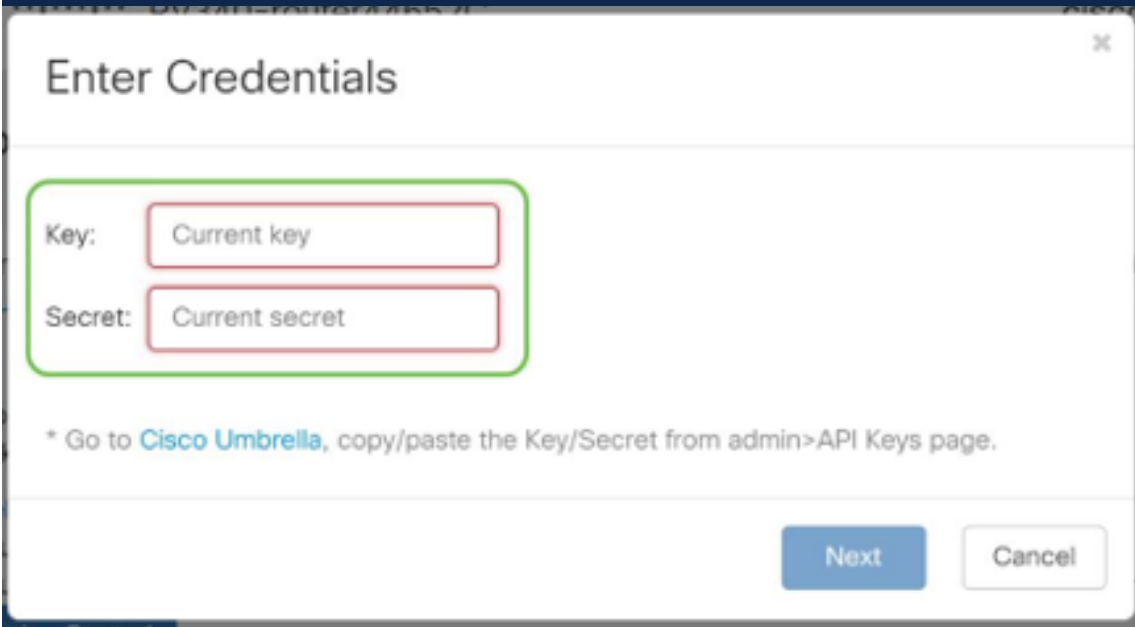 Enter Credentials
Key: Current key
Secret: Current secret
* Go to Cisco Umbrella, copy/paste the Key/Secret from admin>API Keys page.
Next Cancel